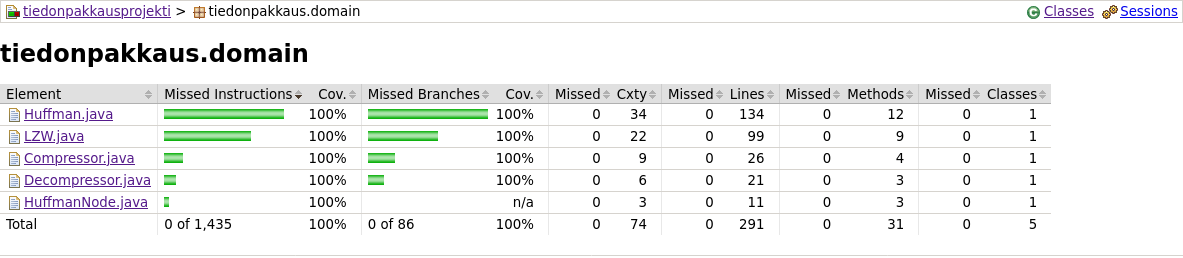 tiedonpakkausprojekti > tiedonpakkaus.domain Classes Sessions
tiedonpakkaus.domain
Element Missed Instructions Cov. Missed Branches Cov. Missed Cxty Missed Lines Missed Methods Missed Classes
Huffman.java 100% 100% 0 34 0 134 0 12 0 1
LZW.java 100% 100% 0 22 0 99 0 9 0 1
Compressor.java 100% 100% 0 9 0 26 0 4 0 1
Decompressor.java 100% 100% 0 6 0 21 0 3 0 1
HuffmanNode.java 100% n/a 0 3 0 11 0 3 0 1
Total 0 of 1,435 100% 0 of 86 100% 0 74 0 291 0 31 0 5